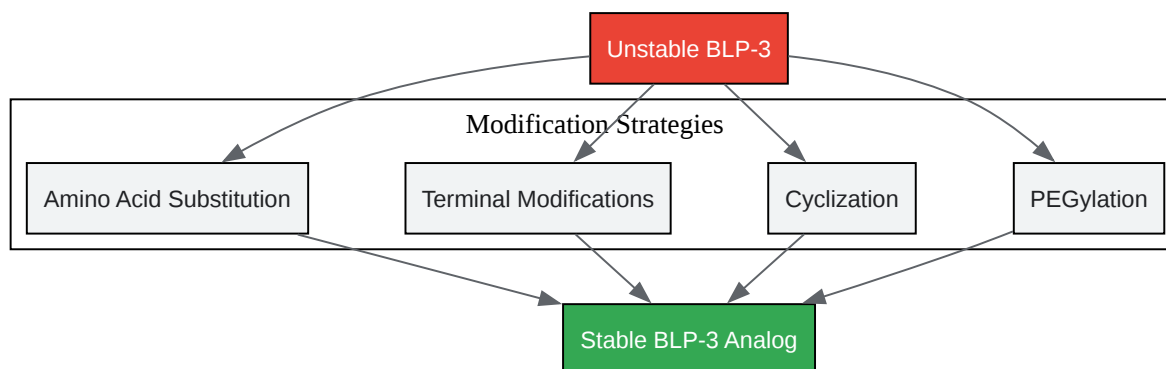 Unstable BLP-3
Modification Strategies
Amino Acid Substitution
Terminal Modifications
Cyclization
PEGylation
Stable BLP-3 Analog